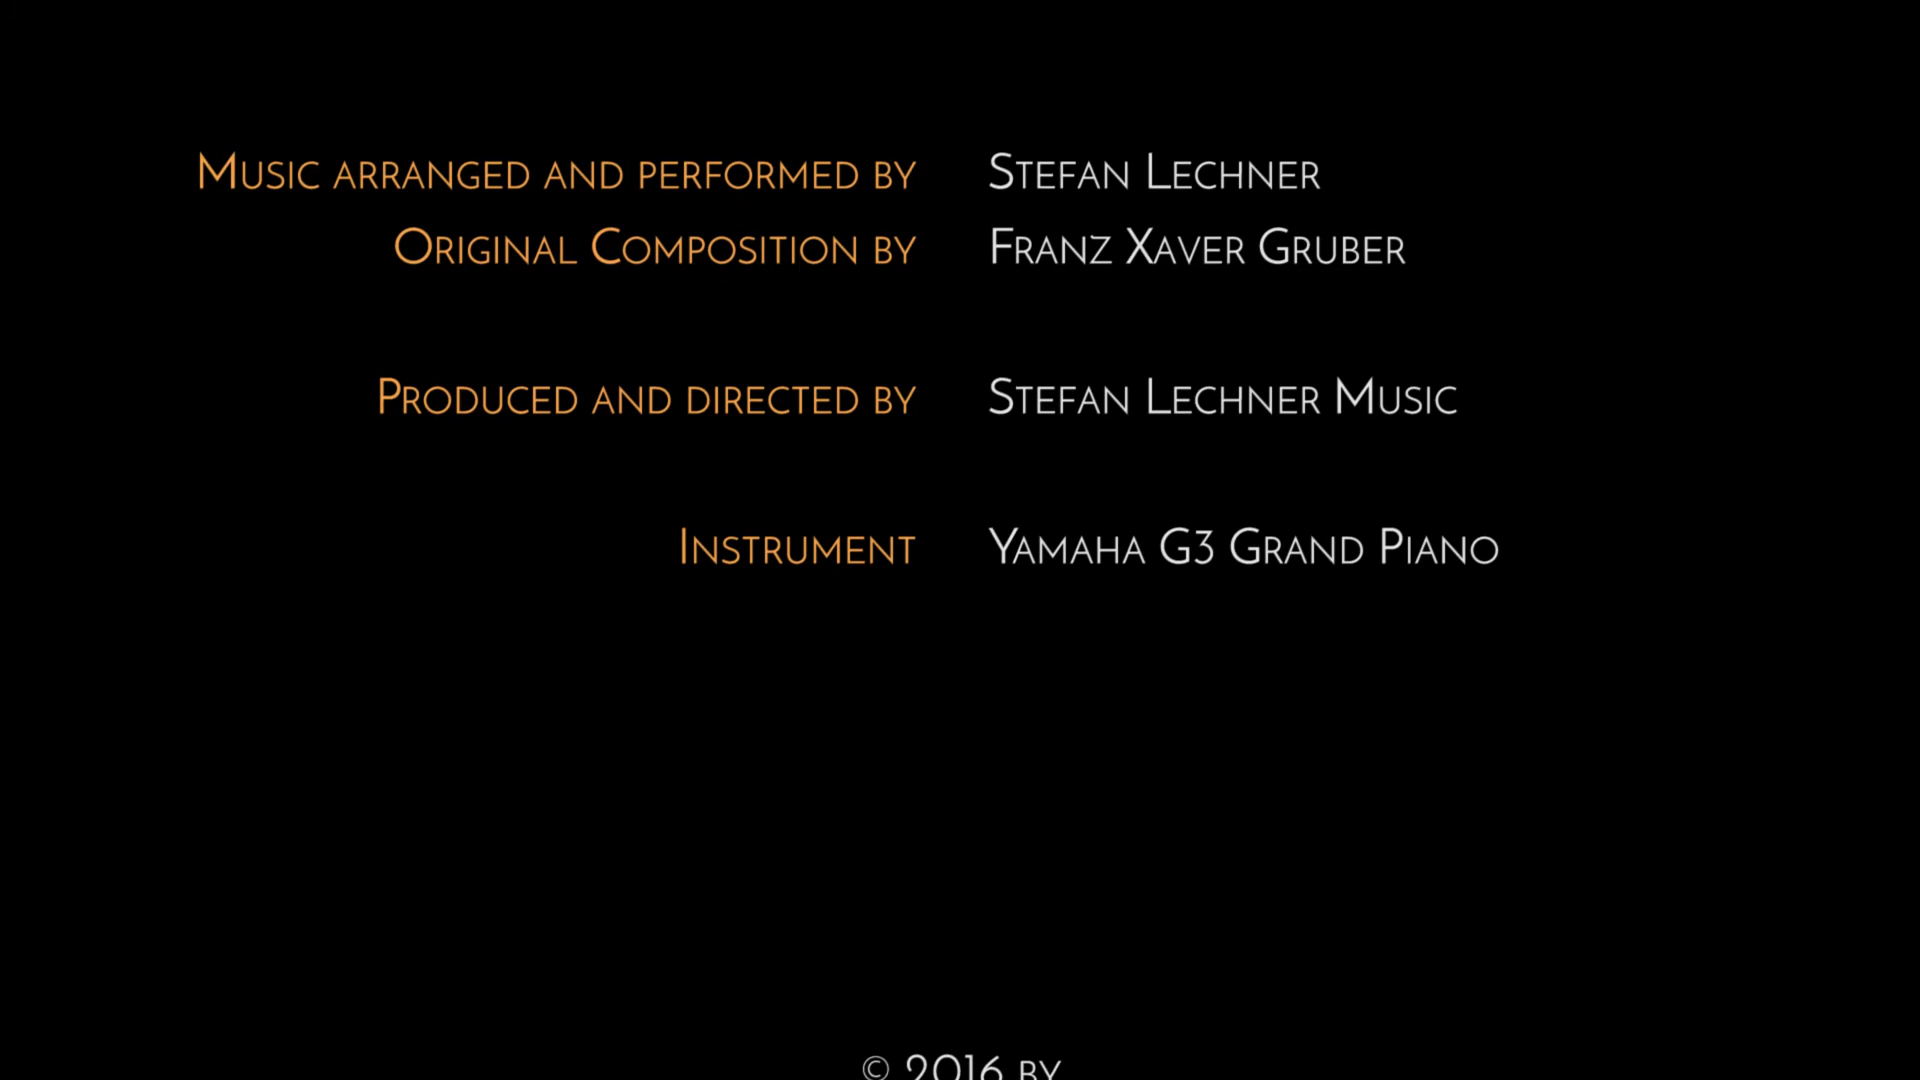 Music arranged and performed by Stefan Lechner
Original Composition by Franz Xaver Gruber
Produced and directed by Stefan Lechner Music
Instrument Yamaha G3 Grand Piano
© 2016 by